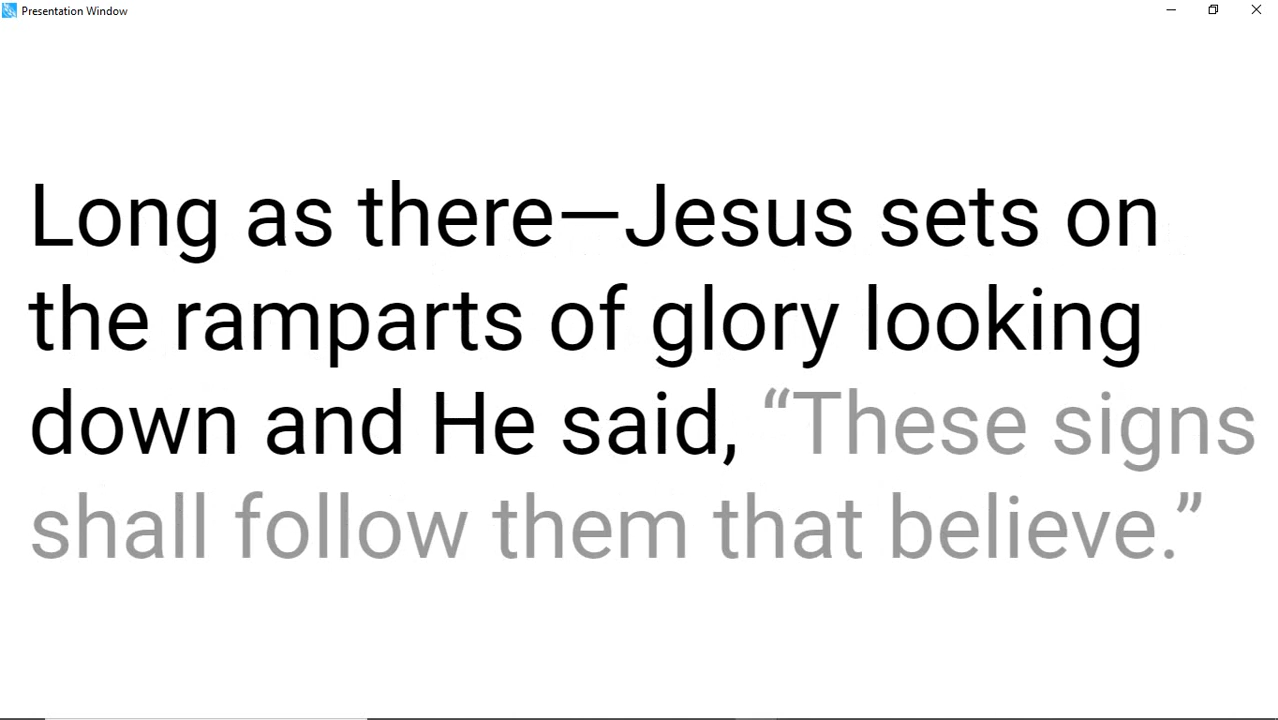 Presentation Window
Long as there—Jesus sets on
the ramparts of glory looking
down and He said, “These signs
shall follow them that believe.”